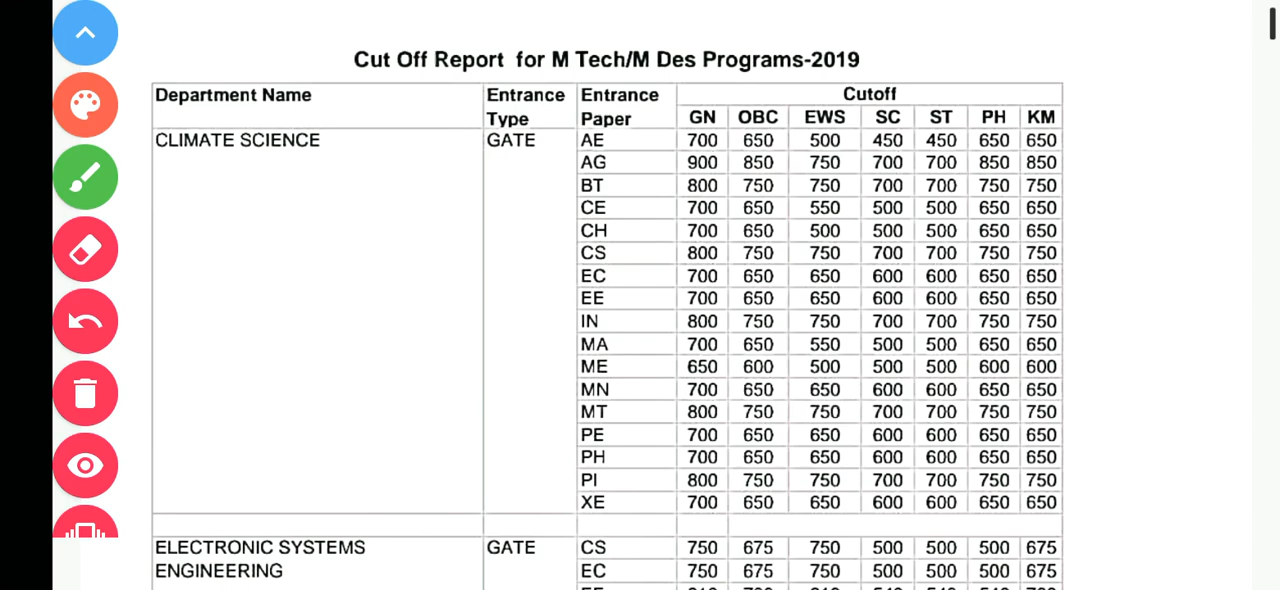 Cut Off Report for M Tech/M Des Programs-2019
Department Name Entrance Type Entrance Paper Cutoff
GN OBC EWS SC ST PH KM
CLIMATE SCIENCE GATE AE 700 650 500 450 450 650 650
AG 900 850 750 700 700 850 850
BT 800 750 750 700 700 750 750
CE 700 650 550 500 500 650 650
CH 700 650 500 500 500 650 650
CS 800 750 750 700 700 750 750
EC 700 650 650 600 600 650 650
EE 700 650 650 600 600 650 650
IN 800 750 750 700 700 750 750
MA 700 650 550 500 500 650 650
ME 650 600 500 500 500 600 600
MN 700 650 650 600 600 650 650
MT 800 750 750 700 700 750 750
PE 700 650 650 600 600 650 650
PH 700 650 650 600 600 650 650
PI 800 750 750 700 700 750 750
XE 700 650 650 600 600 650 650
ELECTRONIC SYSTEMS GATE CS 750 675 750 500 500 500 675
ENGINEERING EC 750 675 750 500 500 500 675